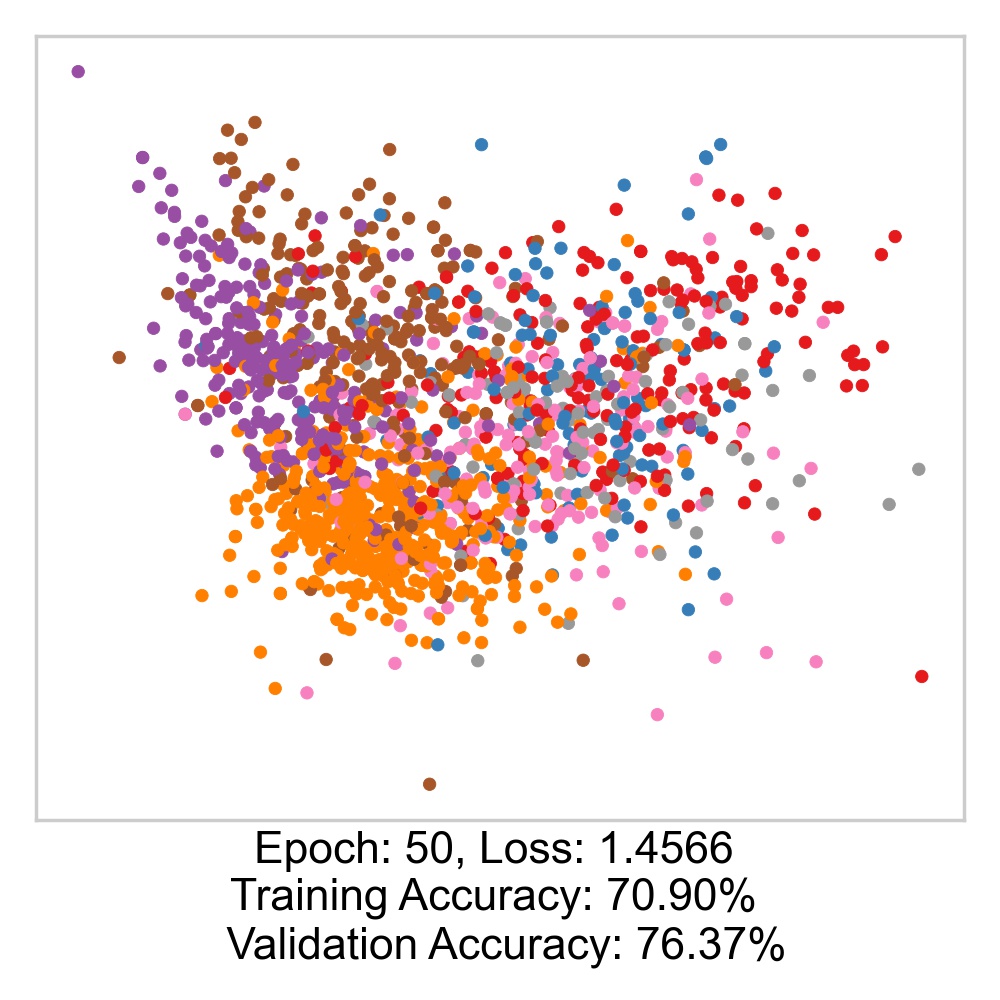 Epoch: 50, Loss: 1.4566
Training Accuracy: 70.90%
Validation Accuracy: 76.37%